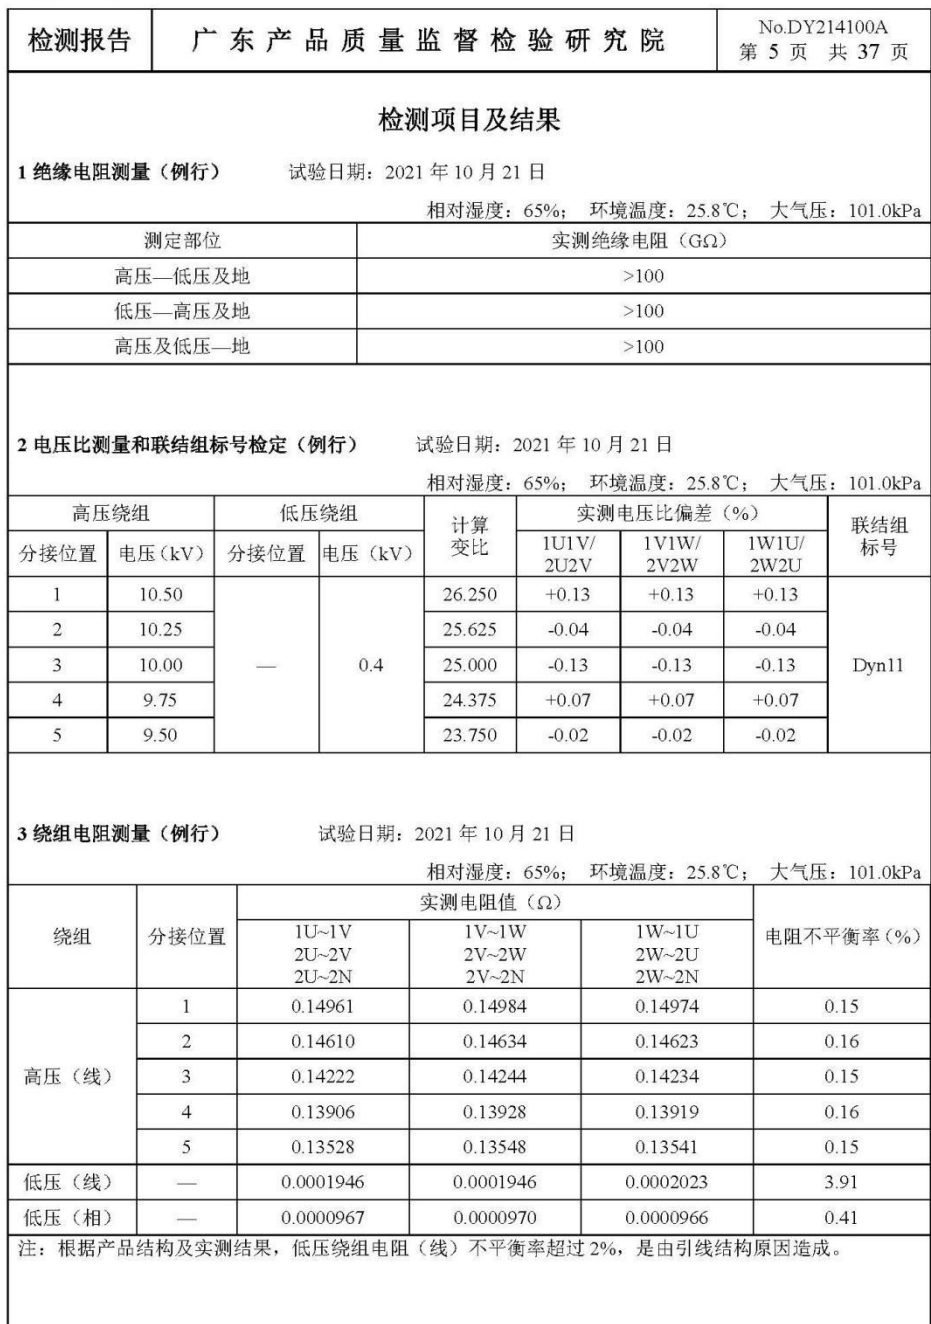 检测报告 广东产品质量监督检验研究院 No.DY214100A
第 5 页 共 37 页
检测项目及结果
1 绝缘电阻测量（例行） 试验日期：2021 年 10 月 21 日
相对湿度：65%； 环境温度：25.8℃； 大气压：101.0kPa
测定部位 实测绝缘电阻（GΩ）
高压—低压及地 >100
低压—高压及地 >100
高压及低压—地 >100
2 电压比测量和联结组标号检定（例行） 试验日期：2021 年 10 月 21 日
相对湿度：65%； 环境温度：25.8℃； 大气压：101.0kPa
高压绕组 低压绕组 计算变比 实测电压比偏差（%） 联结组标号
分接位置 电压（kV） 分接位置 电压（kV） 1U1V/2U2V 1V1W/2V2W 1W1U/2W2U
1 10.50 26.250 +0.13 +0.13 +0.13
2 10.25 25.625 -0.04 -0.04 -0.04
3 10.00 — 0.4 25.000 -0.13 -0.13 -0.13 Dyn11
4 9.75 24.375 +0.07 +0.07 +0.07
5 9.50 23.750 -0.02 -0.02 -0.02
3 绕组电阻测量（例行） 试验日期：2021 年 10 月 21 日
相对湿度：65%； 环境温度：25.8℃； 大气压：101.0kPa
实测电阻值（Ω）
绕组 分接位置 1U~1V 1V~1W 1W~1U 电阻不平衡率（%）
2U~2V 2V~2W 2W~2U
2U~2N 2V~2N 2W~2N
1 0.14961 0.14984 0.14974 0.15
2 0.14610 0.14634 0.14623 0.16
高压（线） 3 0.14222 0.14244 0.14234 0.15
4 0.13906 0.13928 0.13919 0.16
5 0.13528 0.13548 0.13541 0.15
低压（线） — 0.0001946 0.0001946 0.0002023 3.91
低压（相） — 0.0000967 0.0000970 0.0000966 0.41
注：根据产品结构及实测结果，低压绕组电阻（线）不平衡率超过 2%，是由引线结构原因造成。